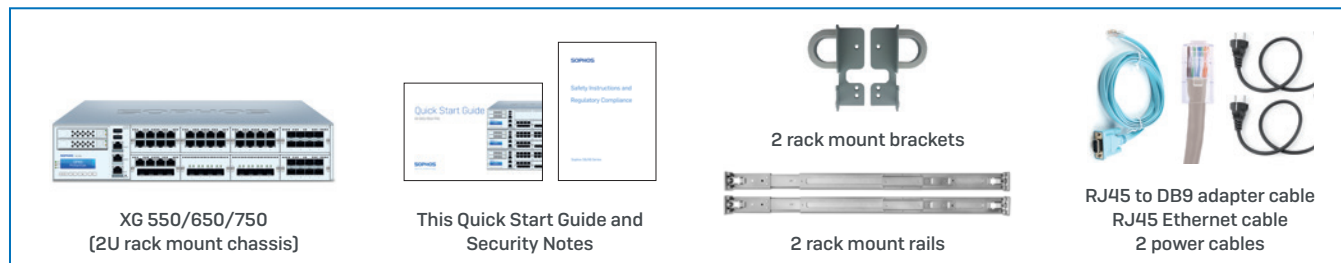 SOPHOS
Quick Start Guide
SOPHOS
SOPHOS
Safety Instructions and
Regulatory Compliance
2 rack mount brackets
XG 550/650/750
(2U rack mount chassis)
This Quick Start Guide and
Security Notes
2 rack mount rails
RJ45 to DB9 adapter cable
RJ45 Ethernet cable
2 power cables